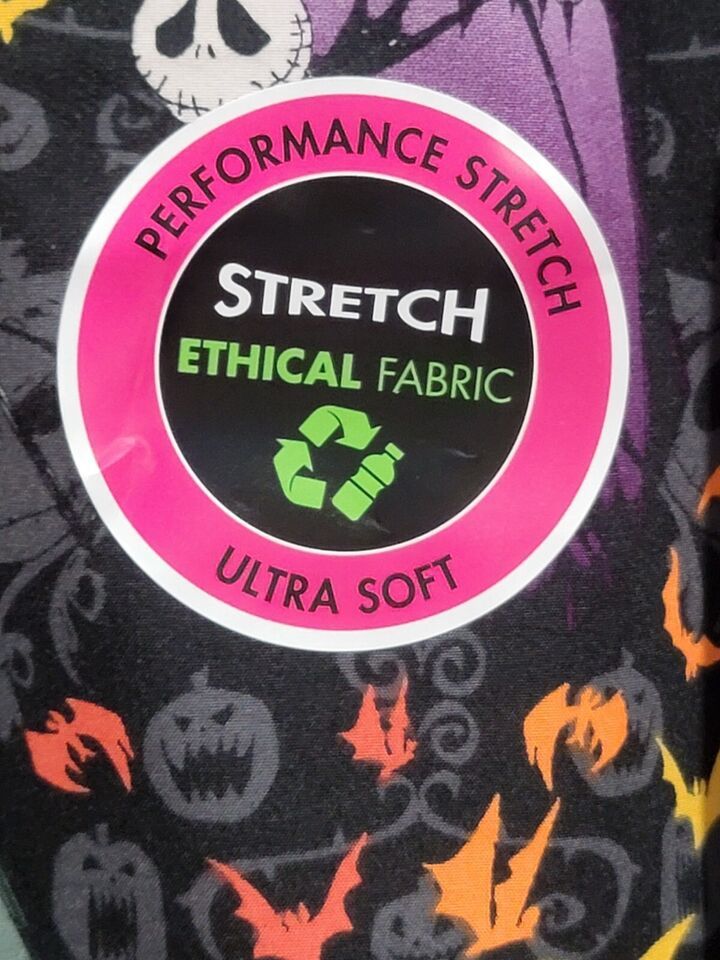 PERFORMANCE STRETCH
STRETCH
ETHICAL FABRIC
ULTRA SOFT